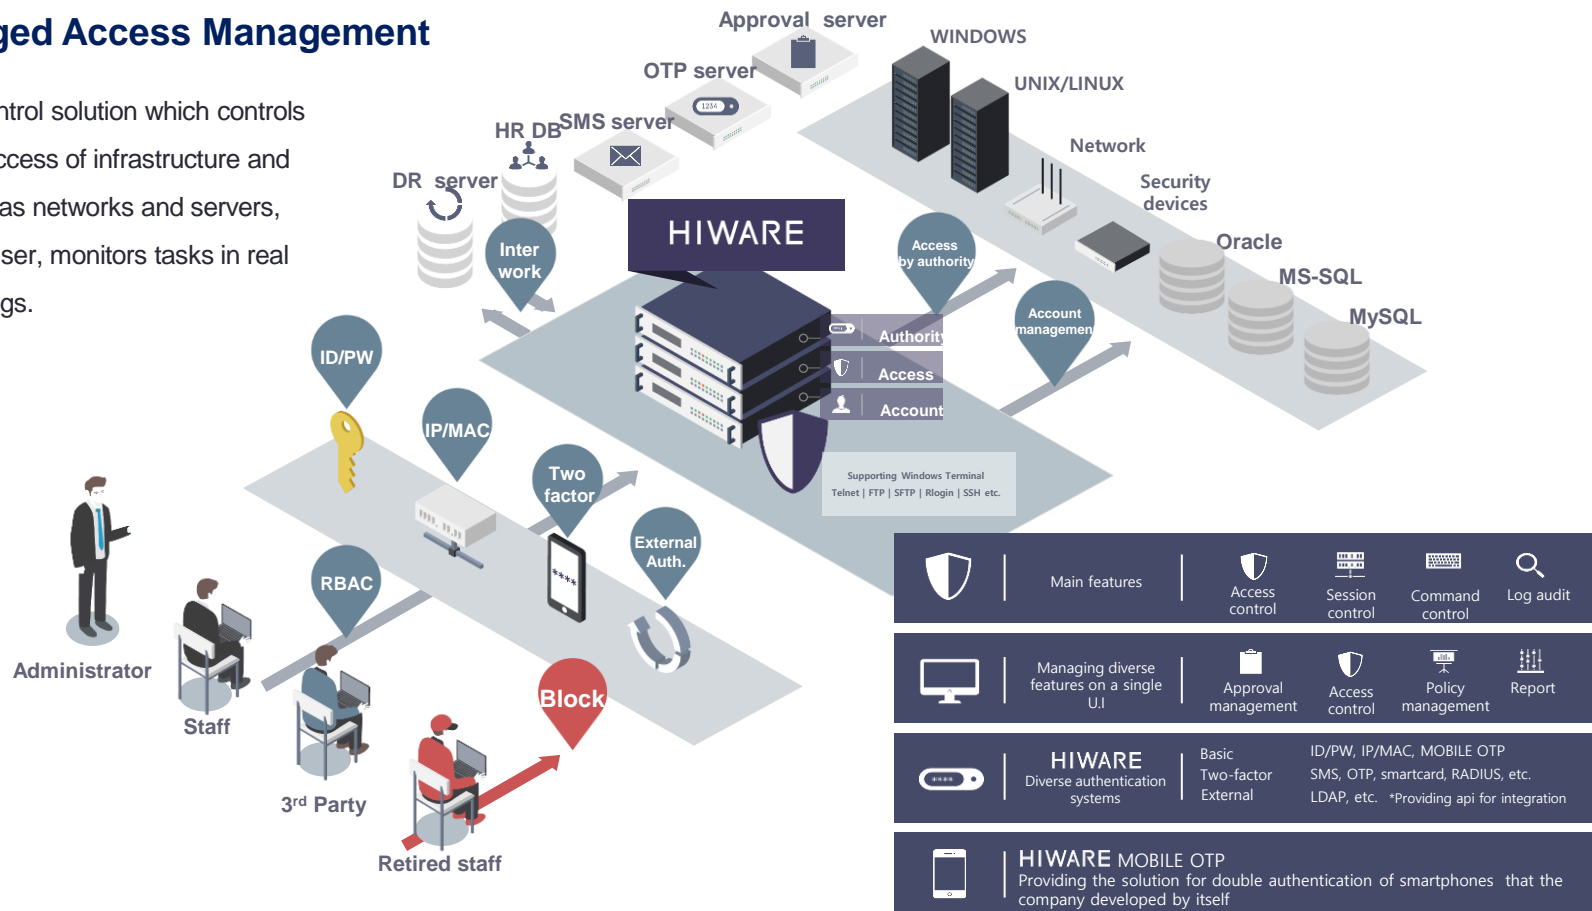 ged Access Management
ntrol solution which controls
ccess of infrastructure and
as networks and servers,
ser, monitors tasks in real
gs.
Approval server
OTP server
SMS server
HR DB
DR server
WINDOWS
UNIX/LINUX
Network
Security
devices
Oracle
MS-SQL
MySQL
HIWARE
Inter
work
Access
by authority
Account
management
1234
Authority
Access
Account
Supporting Windows Terminal
Telnet | FTP | SFTP | Rlogin | SSH etc.
ID/PW
IP/MAC
Two
factor
External
Auth.
RBAC
****
Block
Administrator
Staff
3rd Party
Retired staff
Main features
Access
control
Session
control
Command
control
Log audit
Managing diverse
features on a single
U.I
Approval
management
Access
control
Policy
management
Report
HIWARE
Diverse authentication
systems
Basic
Two-factor
External
ID/PW, IP/MAC, MOBILE OTP
SMS, OTP, smartcard, RADIUS, etc.
LDAP, etc. *Providing api for integration
HIWARE MOBILE OTP
Providing the solution for double authentication of smartphones that the
company developed by itself